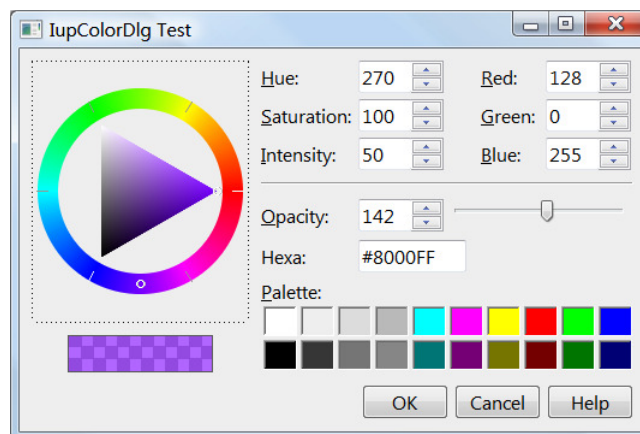 IupColorDlg Test
Hue: 270 Red: 128
Saturation: 100 Green: 0
Intensity: 50 Blue: 255
Opacity: 142
Hexa: #8000FF
Palette:
OK Cancel Help